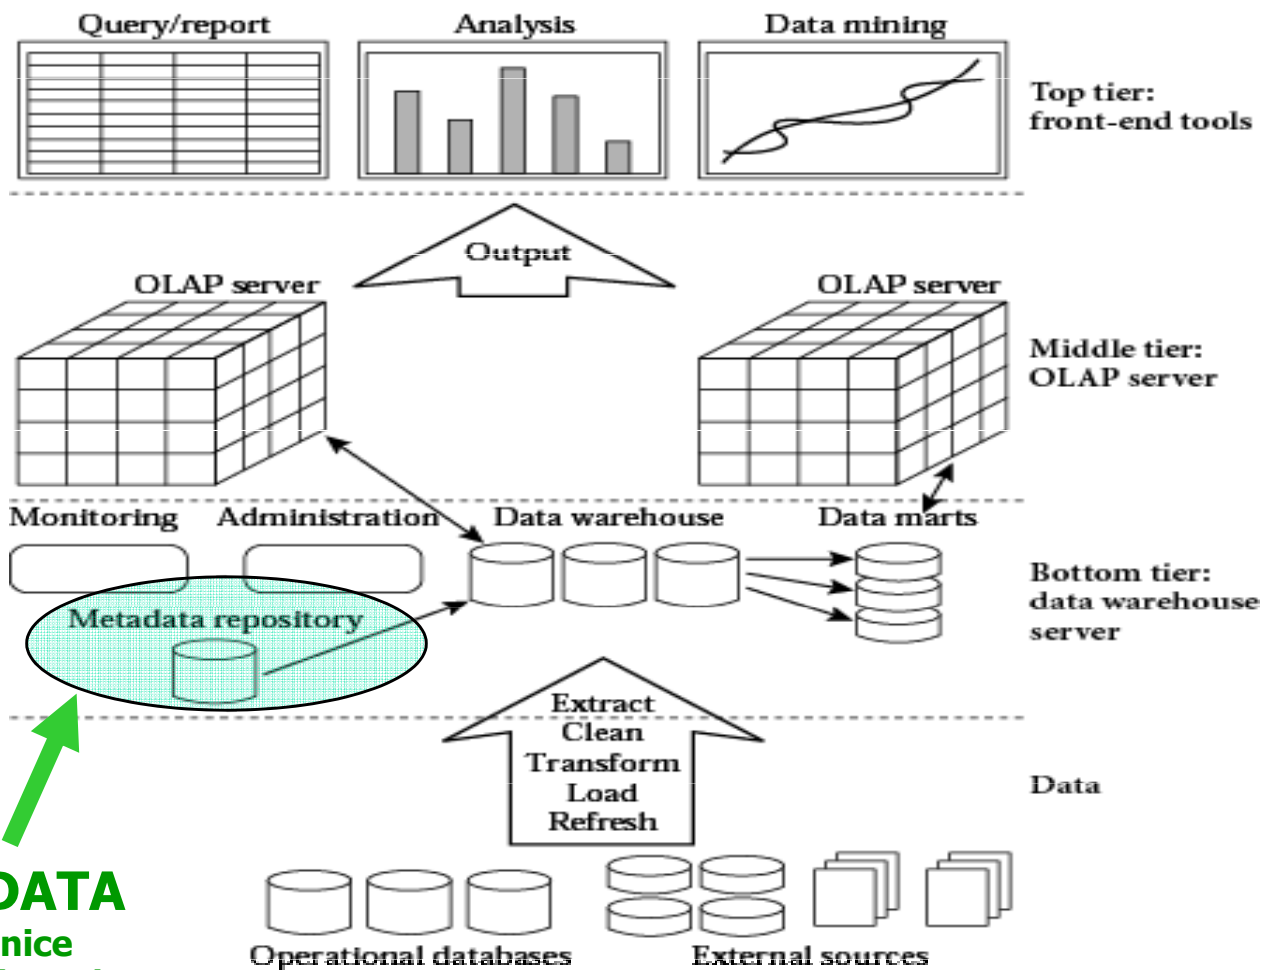 Query/report
Analysis
Data mining
Top tier:
front-end tools
Output
OLAP server
OLAP server
Middle tier:
OLAP server
Monitoring
Administration
Data warehouse
Data marts
Bottom tier:
data warehouse
server
Metadata repository
Extract
Clean
Transform
Load
Refresh
Data
DATA
nice
Operational databases
External sources